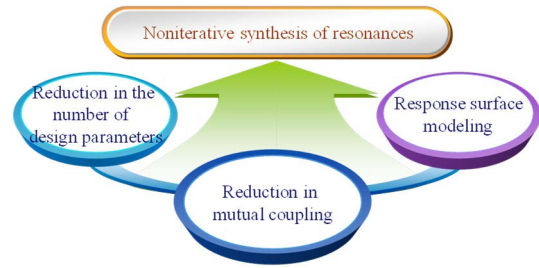 Noniterative synthesis of resonances
Reduction in the
number of
design parameters
Response surface
modeling
Reduction in
mutual coupling